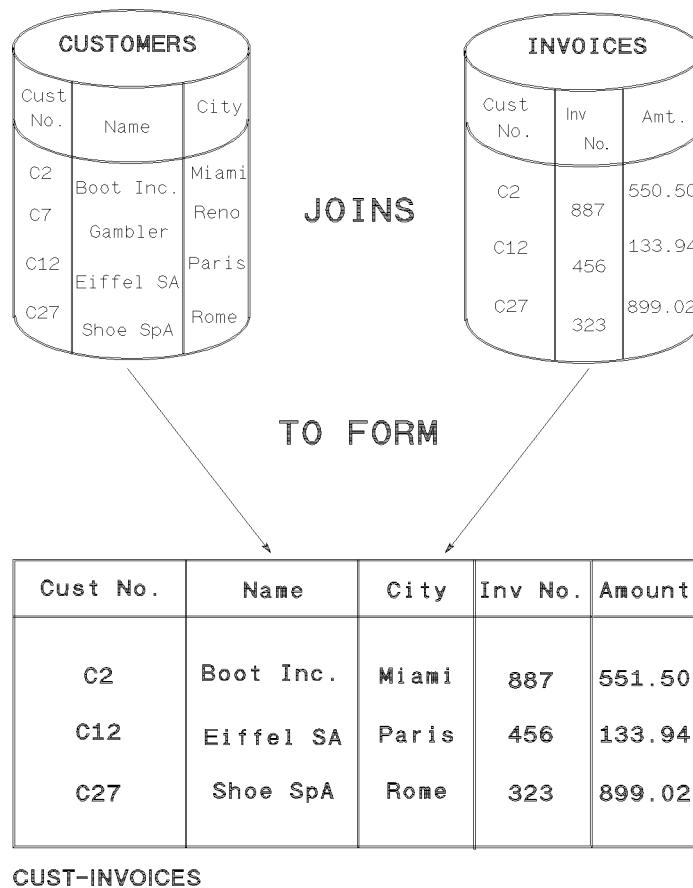 CUSTOMERS
Cust No. Name City
C2 Boot Inc. Miami
C7 Gambler Reno
C12 Eiffel SA Paris
C27 Shoe SpA Rome
JOINS
INVOICES
Cust No. Inv No. Amt.
C2 887 550.50
C12 456 133.94
C27 323 899.02
TO FORM
Cust No. Name City Inv No. Amount
C2 Boot Inc. Miami 887 551.50
C12 Eiffel SA Paris 456 133.94
C27 Shoe SpA Rome 323 899.02
CUST-INVOICES